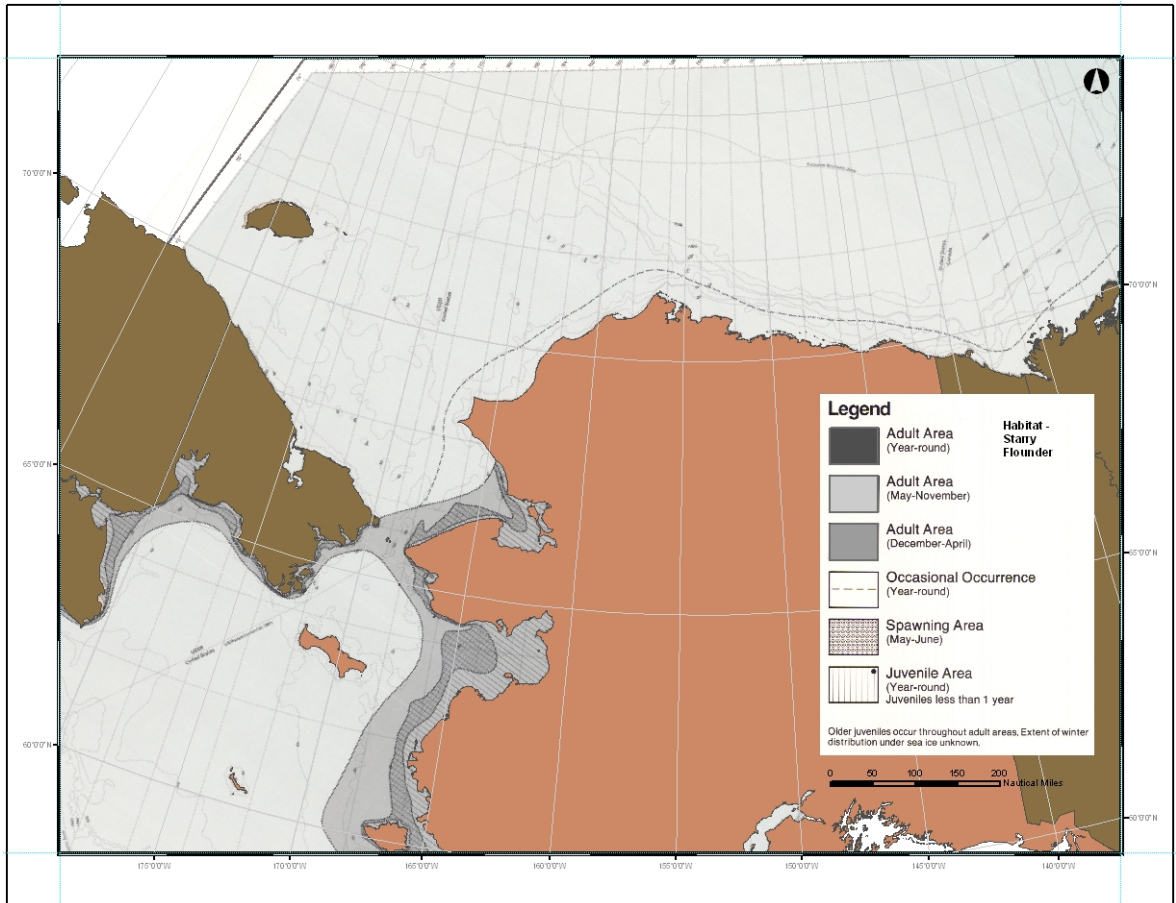 70°0'0"N
70°0'0"N
65°0'0"N
65°0'0"N
60°0'0"N
60°0'0"N
USSR
United States
Legend
Habitat -
Starry
Flounder
Adult Area
(Year-round)
Adult Area
(May-November)
Adult Area
(December-April)
Occasional Occurrence
(Year-round)
Spawning Area
(May-June)
Juvenile Area
(Year-round)
Juveniles less than 1 year
Older juveniles occur throughout adult areas. Extent of winter
distribution under sea ice unknown.
0 50 100 150 200
Nautical Miles
175°0'0"W 170°0'0"W 165°0'0"W 160°0'0"W 155°0'0"W 150°0'0"W 145°0'0"W 140°0'0"W